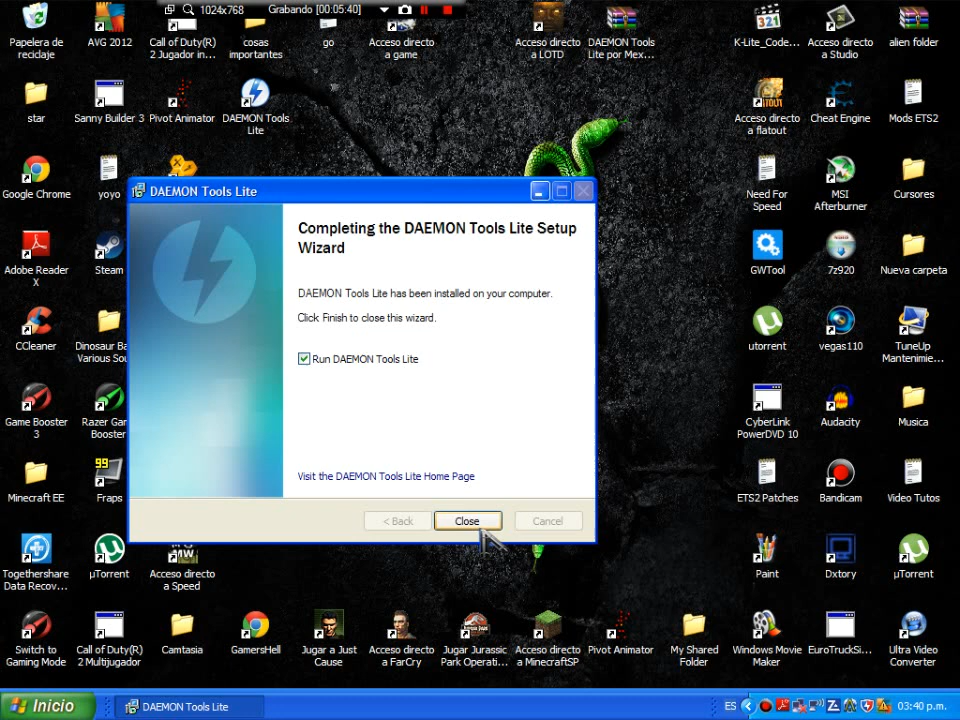 1024x768
Grabando [00:05:40]
Papelera de
reciclaje
AVG 2012
Call of Duty(R)
2 Jugador in...
cosas
importantes
go
Acceso directo
a game
Acceso directo
a LOTD
DAEMON Tools
Lite por Mex...
K-Lite_Code...
Acceso directo
a Studio
alien folder
star
Sanny Builder 3
Pivot Animator
DAEMON Tools
Lite
Acceso directo
a flatout
Cheat Engine
Mods ETS2
Google Chrome
yoyo
Need For
Speed
MSI
Afterburner
Cursores
DAEMON Tools Lite
Completing the DAEMON Tools Lite Setup
Wizard
DAEMON Tools Lite has been installed on your computer.
Click Finish to close this wizard.
Run DAEMON Tools Lite
Visit the DAEMON Tools Lite Home Page
< Back
Close
Cancel
Adobe Reader
X
Steam
GWTool
7z920
Nueva carpeta
CCleaner
Dinosaur Ba
Various Sou
utorrent
vegas110
TuneUp
Mantenimie...
Game Booster
3
Razer Gam
Booster
CyberLink
PowerDVD 10
Audacity
Musica
Minecraft EE
99
Fraps
ETS2 Patches
Bandicam
Video Tutos
Togethershare
Data Recov...
µTorrent
MW
Acceso directo
a Speed
Paint
Dxtory
µTorrent
Switch to
Gaming Mode
Call of Duty(R)
2 Multijugador
Camtasia
GamersHell
Jugar a Just
Cause
Acceso directo
a FarCry
Jugar Jurassic
Park Operati...
Acceso directo
a MinecraftSP
Pivot Animator
My Shared
Folder
Windows Movie
Maker
EuroTruckSi...
Ultra Video
Converter
Inicio
DAEMON Tools Lite
ES
03:40 p.m.